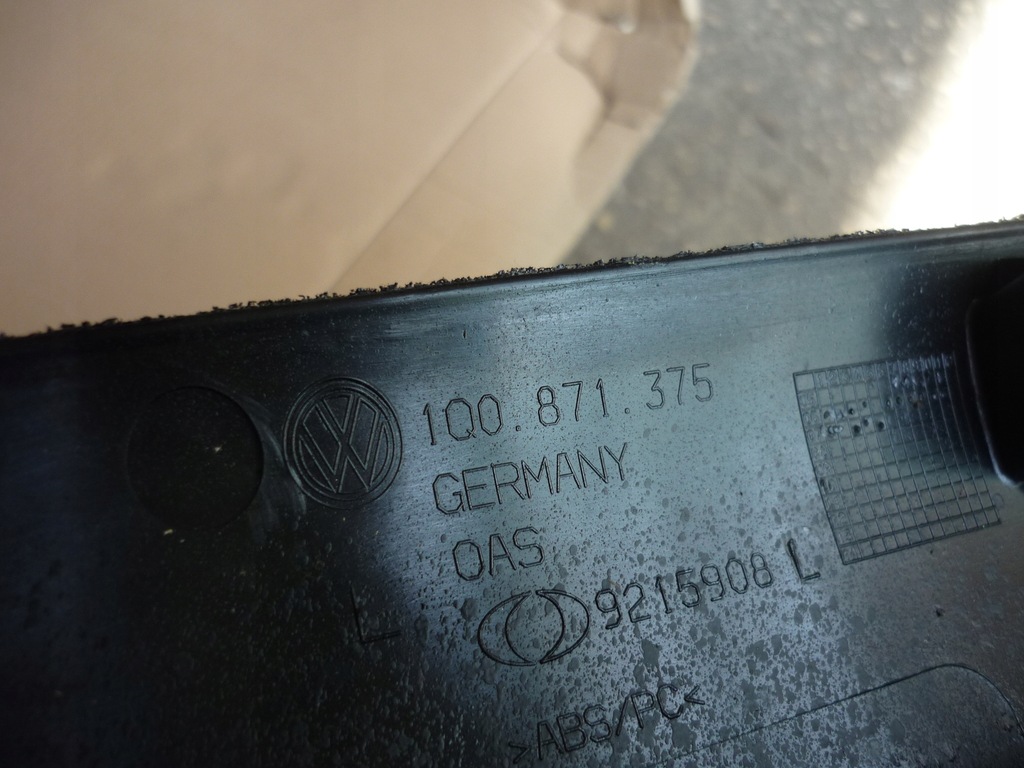 1Q0.871.375
GERMANY
OAS
9215908 L
L
>ABS/PC<